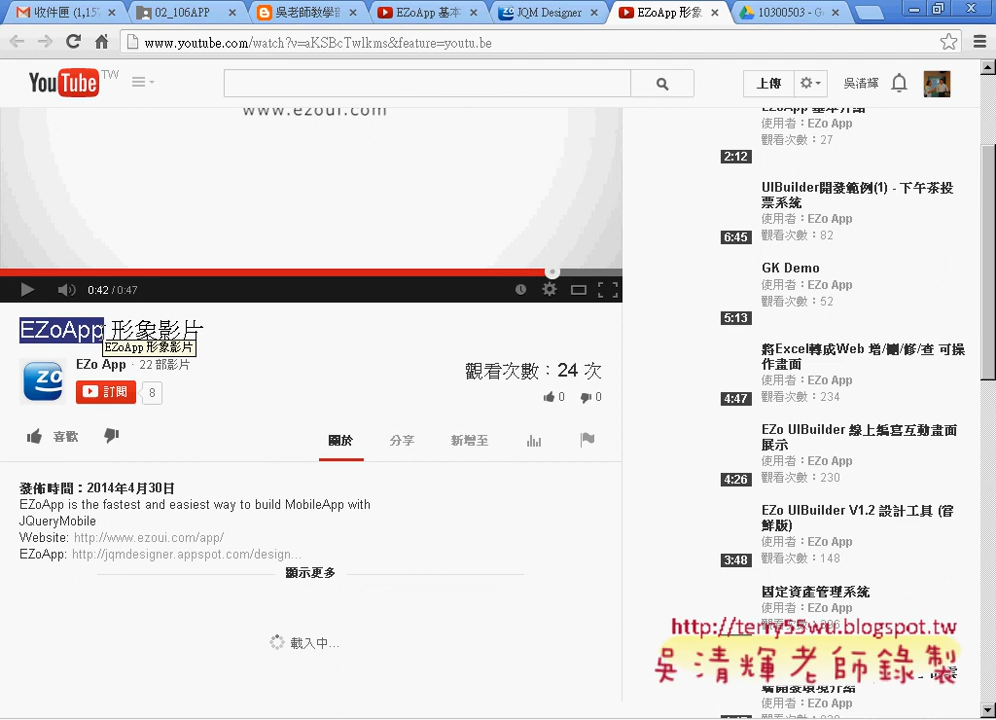 收件匣 (1,15
02_106APP
吳老師教學
EZoApp 基本
JQM Designer
EZoApp 形象
10300503 - G
www.youtube.com/watch?v=aKSBcTwlkms&feature=youtu.be
YouTube TW
上傳
吳清輝
www.ezoui.com
EZoApp 基本介紹
使用者：EZo App
觀看次數：27
2:12
UIBuilder開發範例(1) - 下午茶投
票系統
使用者：EZo App
觀看次數：82
6:45
GK Demo
使用者：EZo App
觀看次數：52
5:13
將Excel轉成Web 增/刪/修/查 可操
作畫面
使用者：EZo App
觀看次數：234
4:47
EZo UIBuilder 線上編寫互動畫面
展示
使用者：EZo App
觀看次數：230
4:26
EZo UIBuilder V1.2 設計工具 (嘗
鮮版)
使用者：EZo App
觀看次數：148
3:48
固定資產管理系統
使用者：EZo App
使用者：EZo App
0:42 / 0:47
EZoApp 形象影片
EZoApp 形象影片
EZo App · 22 部影片
訂閱 8
觀看次數：24 次
0 0
喜歡
關於
分享
新增至
發佈時間：2014年4月30日
EZoApp is the fastest and easiest way to build MobileApp with
JQueryMobile
Website: http://www.ezoui.com/app/
EZoApp: http://jqmdesigner.appspot.com/design...
顯示更多
載入中...
http://terry55wu.blogspot.tw
吳清輝老師錄製